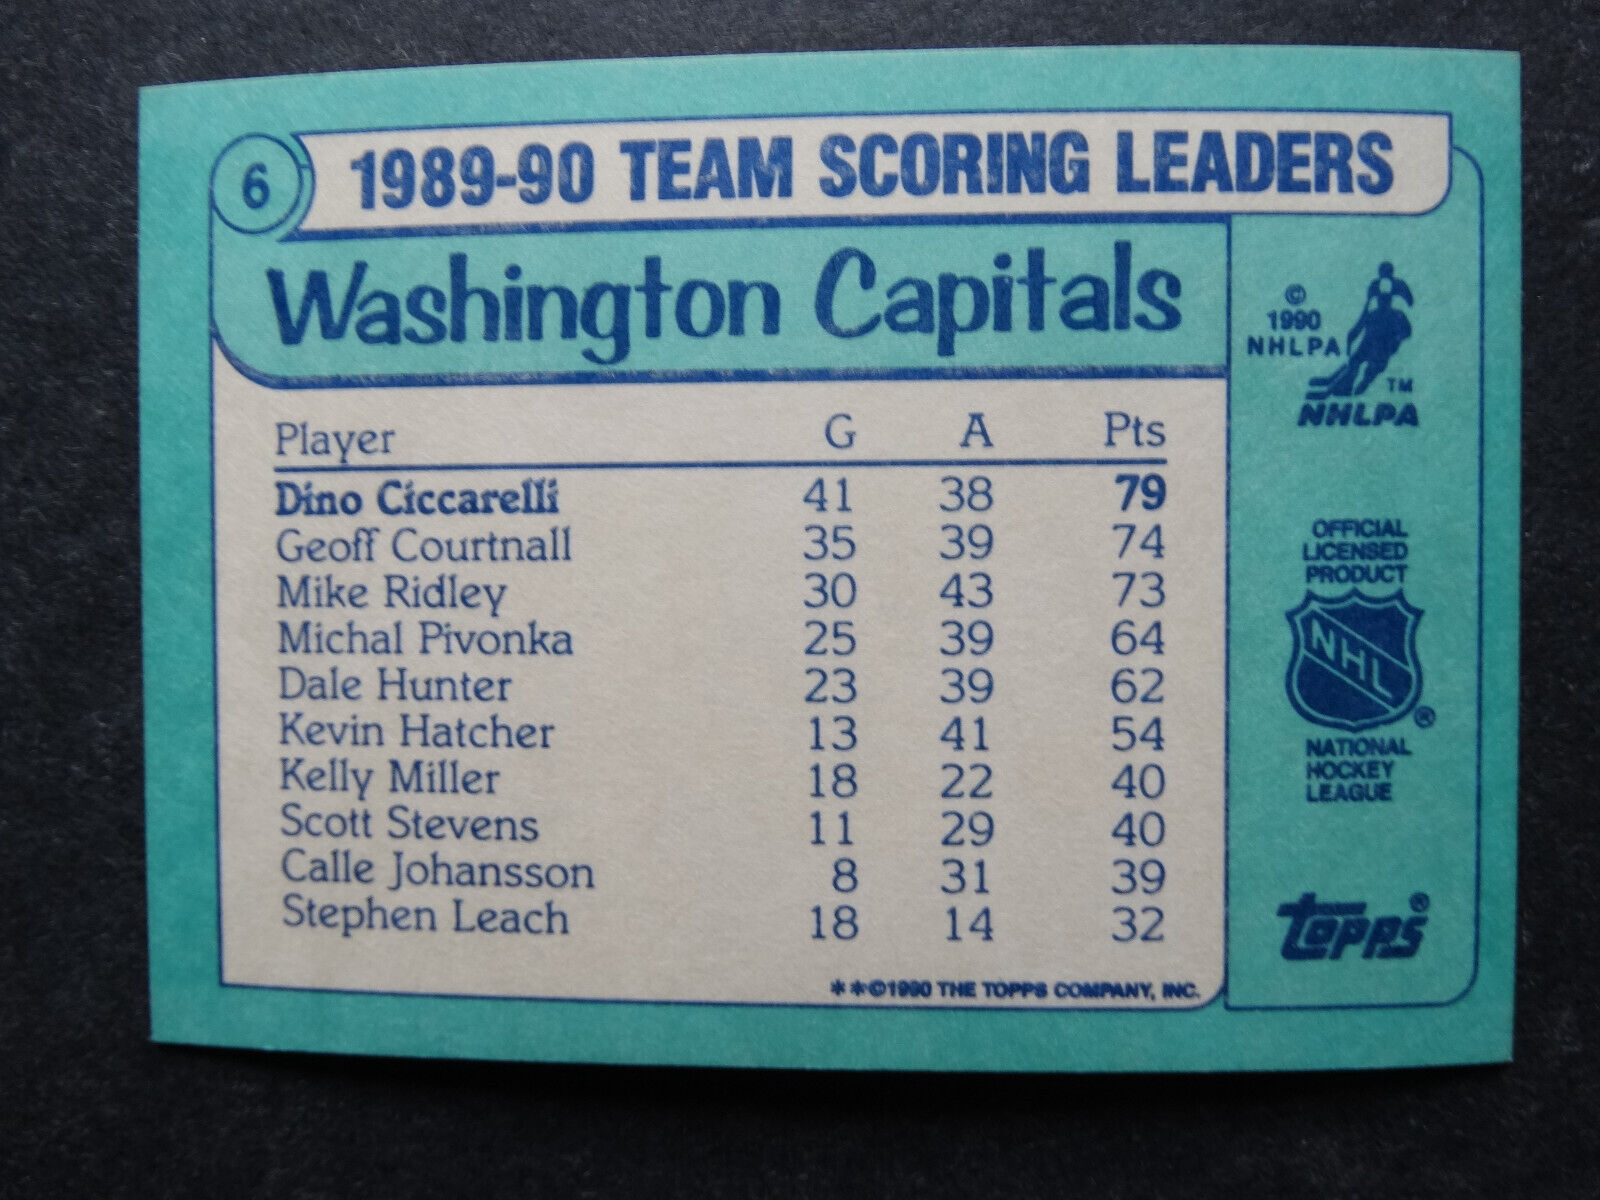 6
1989-90 TEAM SCORING LEADERS
Washington Capitals
Player G A Pts
Dino Ciccarelli 41 38 79
Geoff Courtnall 35 39 74
Mike Ridley 30 43 73
Michal Pivonka 25 39 64
Dale Hunter 23 39 62
Kevin Hatcher 13 41 54
Kelly Miller 18 22 40
Scott Stevens 11 29 40
Calle Johansson 8 31 39
Stephen Leach 18 14 32
**©1990 THE TOPPS COMPANY, INC.
©
1990
NHLPA
TM
NHLPA
OFFICIAL
LICENSED
PRODUCT
NHL
®
NATIONAL
HOCKEY
LEAGUE
topps®